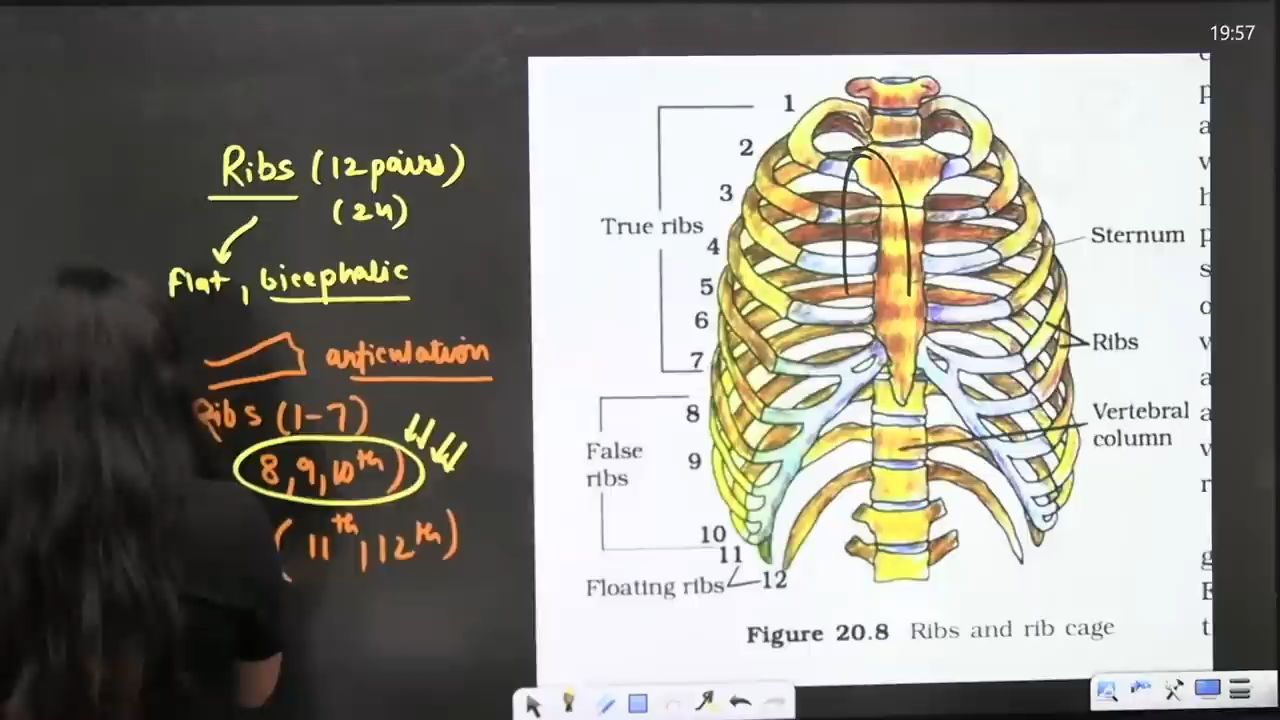 19:57
Ribs (12 pairs)
(24)
flat, bicephalic
articulation
Ribs (1-7)
8,9,10th)
(11th,12th)
1
2
3
True ribs
4
5
6
7
8
False
ribs
9
10
11
Floating ribs
12
Sternum
Ribs
Vertebral
column
Figure 20.8 Ribs and rib cage